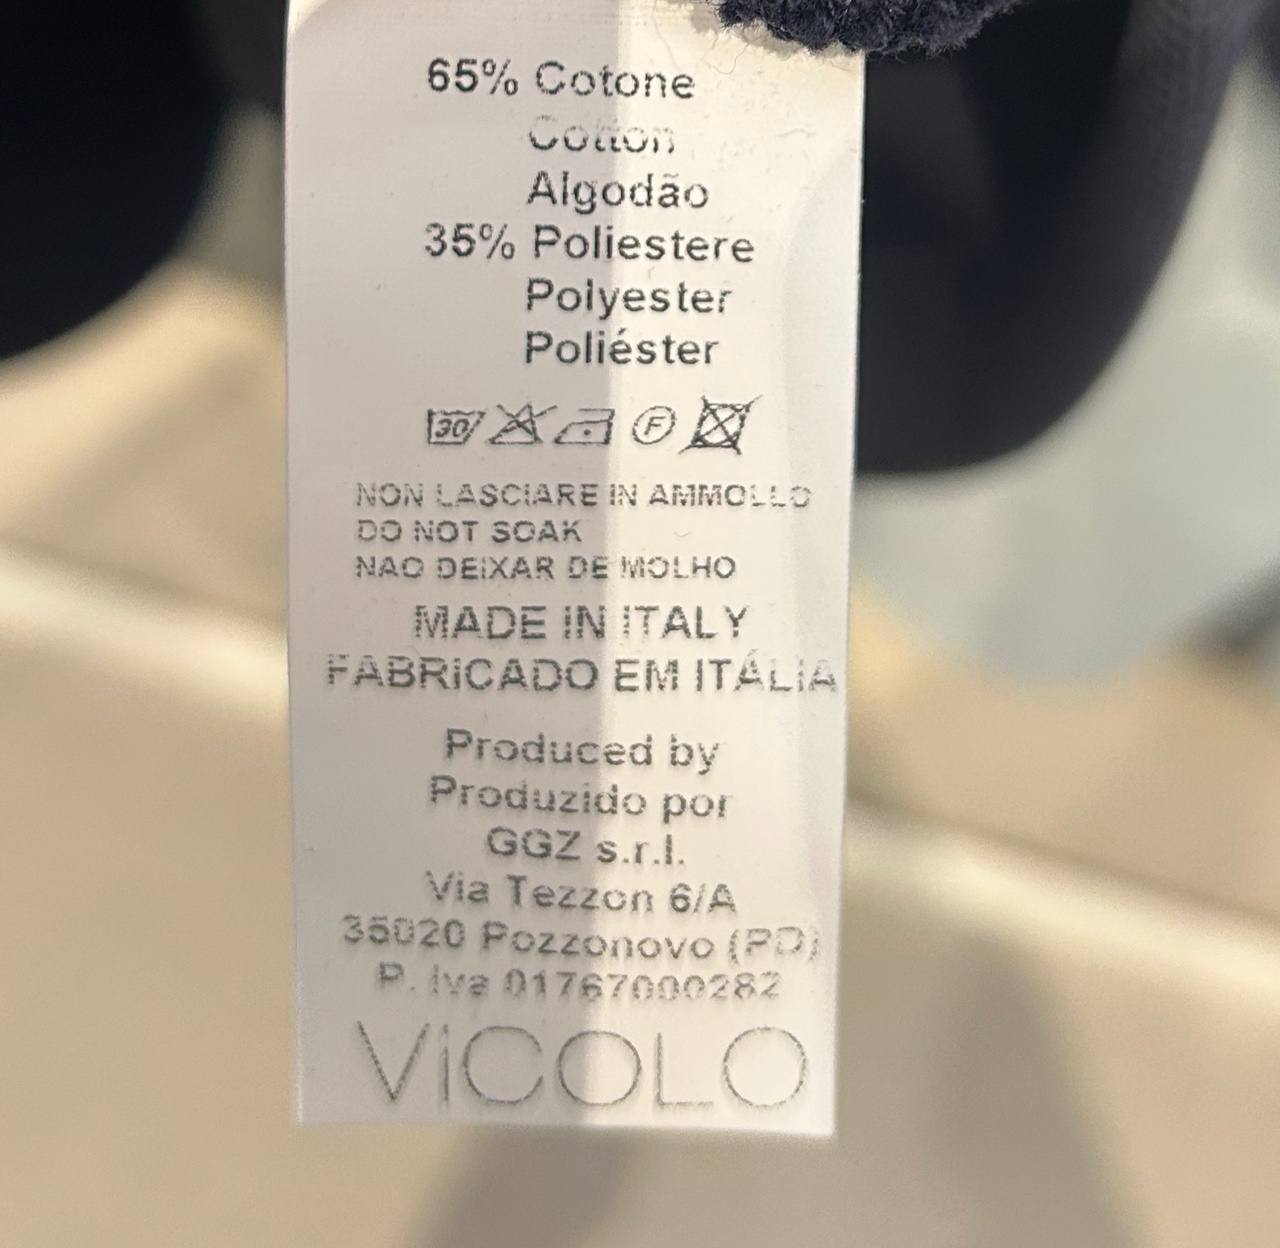 65% Cotone
Cotton
Algodão
35% Poliestere
Polyester
Poliéster
30 F
NON LASCIARE IN AMMOLLO
DO NOT SOAK
NAO DEIXAR DE MOLHO
MADE IN ITALY
FABRICADO EM ITÁLIA
Produced by
Produzido por
GGZ s.r.l.
Via Tezzon 6/A
35020 Pozzonovo (PD)
P. Iva 01767000282
ViCOLO